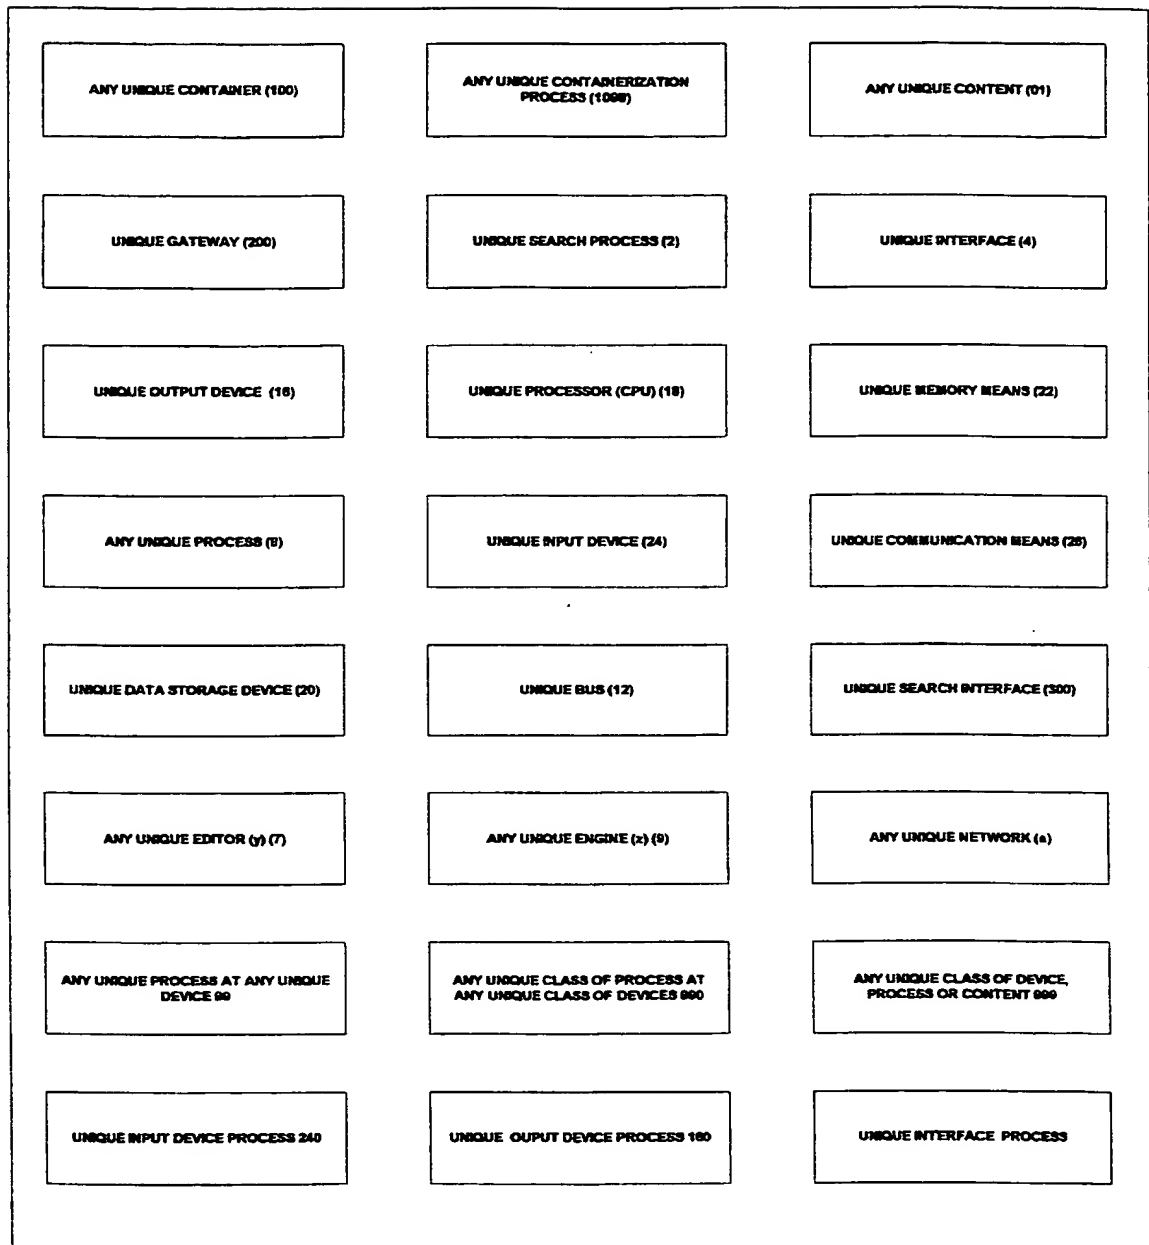 ANY UNIQUE CONTAINER (100)
ANY UNIQUE CONTAINERIZATION
PROCESS (1098)
ANY UNIQUE CONTENT (01)
UNIQUE GATEWAY (200)
UNIQUE SEARCH PROCESS (2)
UNIQUE INTERFACE (4)
UNIQUE OUTPUT DEVICE (16)
UNIQUE PROCESSOR (CPU) (18)
UNIQUE MEMORY MEANS (22)
ANY UNIQUE PROCESS
UNIQUE INPUT DEVICE (24)
UNIQUE COMMUNICATION MEANS (26)
UNIQUE DATA STORAGE DEVICE (20)
UNIQUE BUS (12)
UNIQUE SEARCH INTERFACE (300)
ANY UNIQUE EDITOR (y) (7)
ANY UNIQUE ENGINE (z) (9)
ANY UNIQUE NETWORK (a)
ANY UNIQUE PROCESS AT ANY UNIQUE
DEVICE 99
ANY UNIQUE CLASS OF PROCESS AT
ANY UNIQUE CLASS OF DEVICES 990
ANY UNIQUE CLASS OF DEVICE,
PROCESS OR CONTENT 999
UNIQUE INPUT DEVICE PROCESS 240
UNIQUE OUPUT DEVICE PROCESS 160
UNIQUE INTERFACE PROCESS